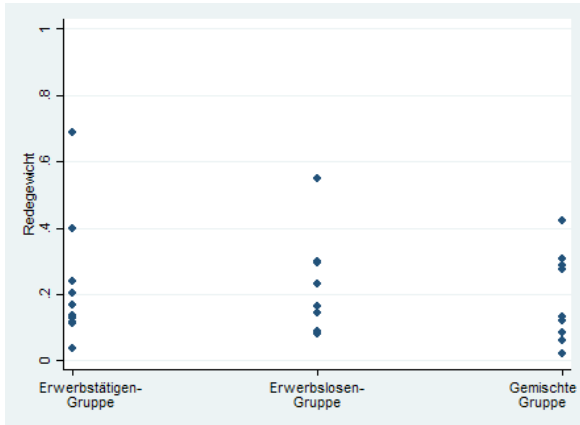 1
.8
.6
.4
.2
0
Redegewicht
Erwerbstätigen-
Gruppe
Erwerbslosen-
Gruppe
Gemischte
Gruppe